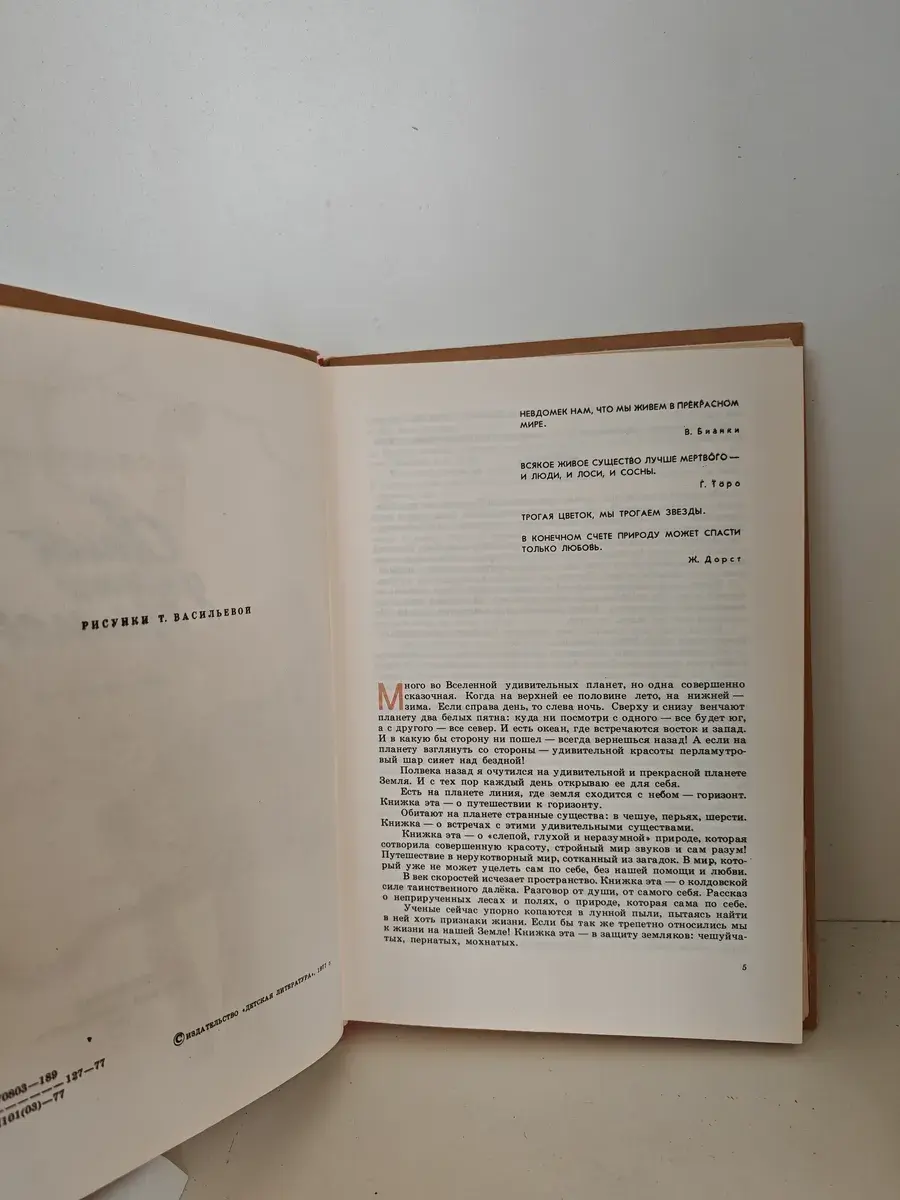 РИСУНКИ Т. ВАСИЛЬЕВОЙ
© ИЗДАТЕЛЬСТВО «ДЕТСКАЯ ЛИТЕРАТУРА», 1977 г.
70803—189
127—77
101(03)—77
НЕВДОМЕК НАМ, ЧТО МЫ ЖИВЕМ В ПРЕКРАСНОМ
МИРЕ.
В. Бианки
ВСЯКОЕ ЖИВОЕ СУЩЕСТВО ЛУЧШЕ МЕРТВОГО —
И ЛЮДИ, И ЛОСИ, И СОСНЫ.
Г. Торо
ТРОГАЯ ЦВЕТОК, МЫ ТРОГАЕМ ЗВЕЗДЫ.
В КОНЕЧНОМ СЧЕТЕ ПРИРОДУ МОЖЕТ СПАСТИ
ТОЛЬКО ЛЮБОВЬ.
Ж. Дорст
Много во Вселенной удивительных планет, но одна совершенно
сказочная. Когда на верхней ее половине лето, на нижней —
зима. Если справа день, то слева ночь. Сверху и снизу венчают
планету два белых пятна: куда ни посмотри с одного — все будет юг,
а с другого — все север. И есть океан, где встречаются восток и запад.
И в какую бы сторону ни пошел — всегда вернешься назад! А если на
планету взглянуть со стороны — удивительной красоты перламутро-
вый шар сияет над бездной!
Полвека назад я очутился на удивительной и прекрасной планете
Земля. И с тех пор каждый день открываю ее для себя.
Есть на планете линия, где земля сходится с небом — горизонт.
Книжка эта — о путешествии к горизонту.
Обитают на планете странные существа: в чешуе, перьях, шерсти.
Книжка — о встречах с этими удивительными существами.
Книжка эта — о «слепой, глухой и неразумной» природе, которая
сотворила совершенную красоту, стройный мир звуков и сам разум!
Путешествие в нерукотворный мир, сотканный из загадок. В мир, кото-
рый уже не может уцелеть сам по себе, без нашей помощи и любви.
В век скоростей исчезает пространство. Книжка эта — о колдовской
силе таинственного далёка. Разговор от души, от самого себя. Рассказ
о неприрученных лесах и полях, о природе, которая сама по себе.
Ученые сейчас упорно копаются в лунной пыли, пытаясь найти
в ней хоть признаки жизни. Если бы так же трепетно относились мы
к жизни на нашей Земле! Книжка эта — в защиту земляков: чешуйча-
тых, пернатых, мохнатых.
5